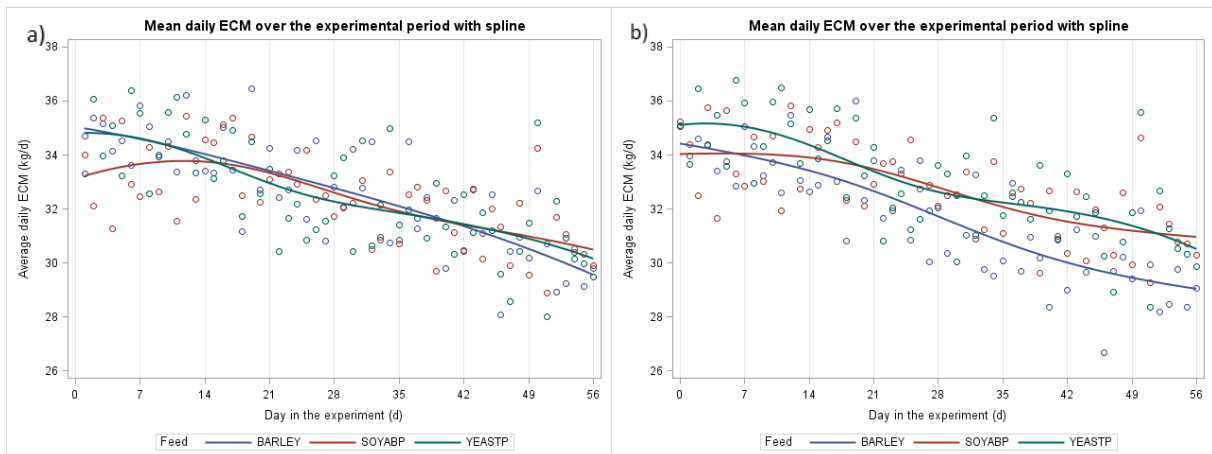 a)
Mean daily ECM over the experimental period with spline
38
36
34
32
30
28
26
Average daily ECM (kg/d)
0 7 14 21 28 35 42 49 56
Day in the experiment (d)
Feed BARLEY SOYABP YEASTP
b)
Mean daily ECM over the experimental period with spline
38
36
34
32
30
28
26
Average daily ECM (kg/d)
0 7 14 21 28 35 42 49 56
Day in the experiment (d)
Feed BARLEY SOYABP YEASTP